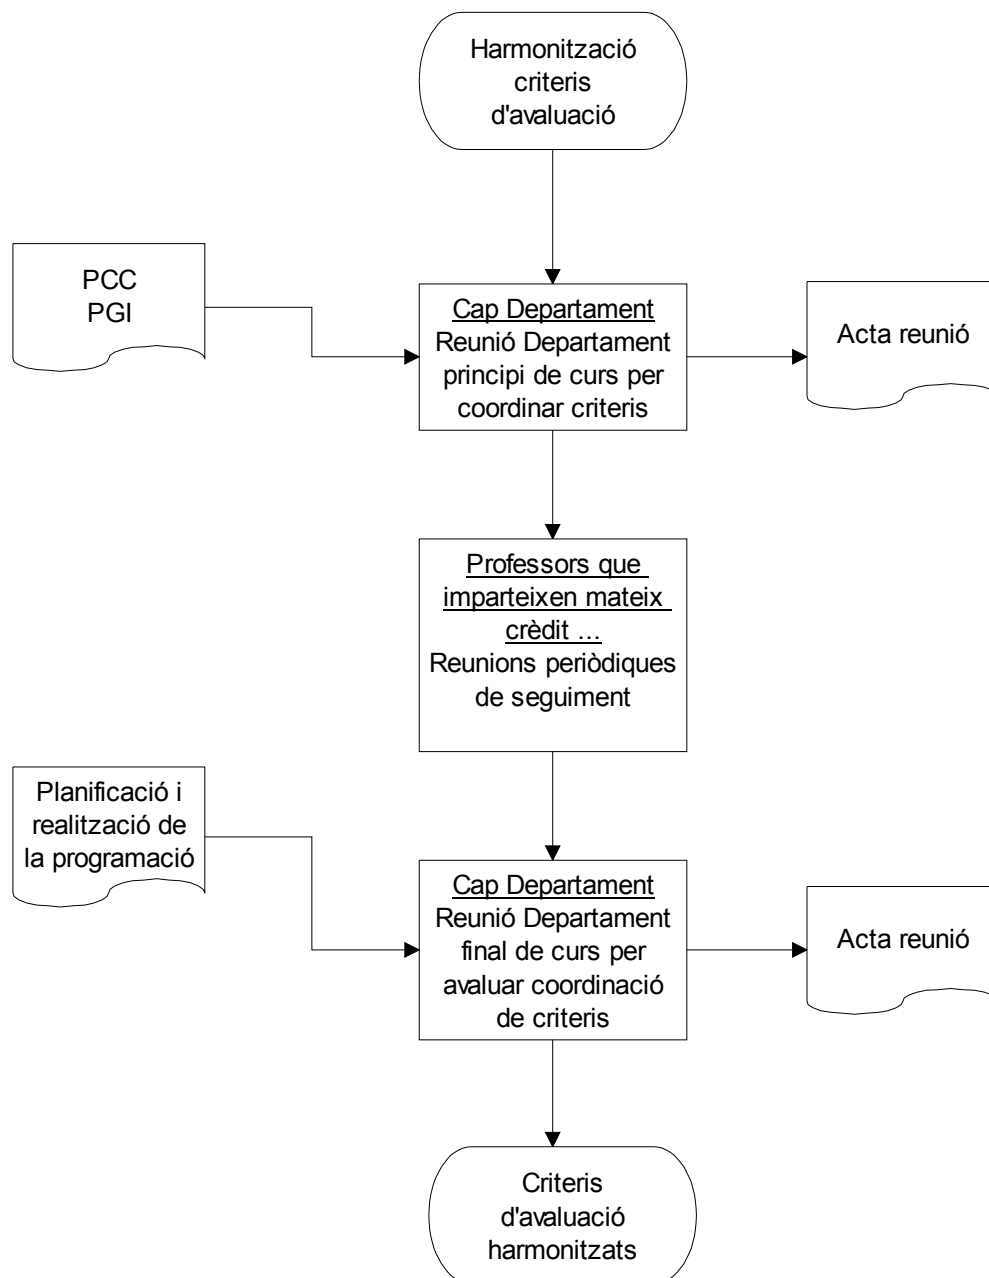 Harmonització
criteris
d'avaluació
PCC
PGI
Cap Departament
Reunió Departament
principi de curs per
coordinar criteris
Acta reunió
Professors que
imparteixen mateix
crèdit ...
Reunions periòdiques
de seguiment
Planificació i
realització de
la programació
Cap Departament
Reunió Departament
final de curs per
avaluar coordinació
de criteris
Acta reunió
Criteris
d'avaluació
harmonitzats